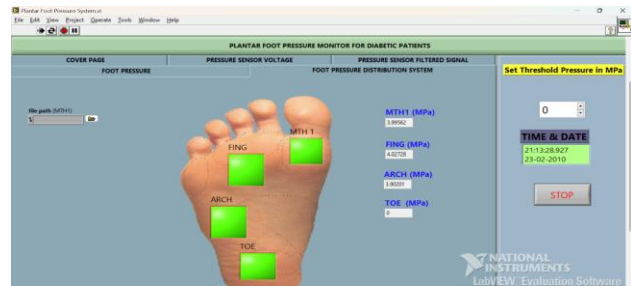 Plantar Foot Pressure System.vi
File Edit View Project Operate Tools Window Help
PLANTAR FOOT PRESSURE MONITOR FOR DIABETIC PATIENTS
COVER PAGE PRESSURE SENSOR VOLTAGE PRESSURE SENSOR FILTERED SIGNAL
FOOT PRESSURE FOOT PRESSURE DISTRIBUTION SYSTEM
Set Threshold Pressure in MPa
file path (MTH1)
0
MTH 1
FING
ARCH
TOE
MTH1 (MPa)
3.99562
FING (MPa)
4.02728
ARCH (MPa)
3.90201
TOE (MPa)
0
TIME & DATE
21:13:28.927
23-02-2010
STOP
NATIONAL
INSTRUMENTS
LabVIEW Evaluation Software